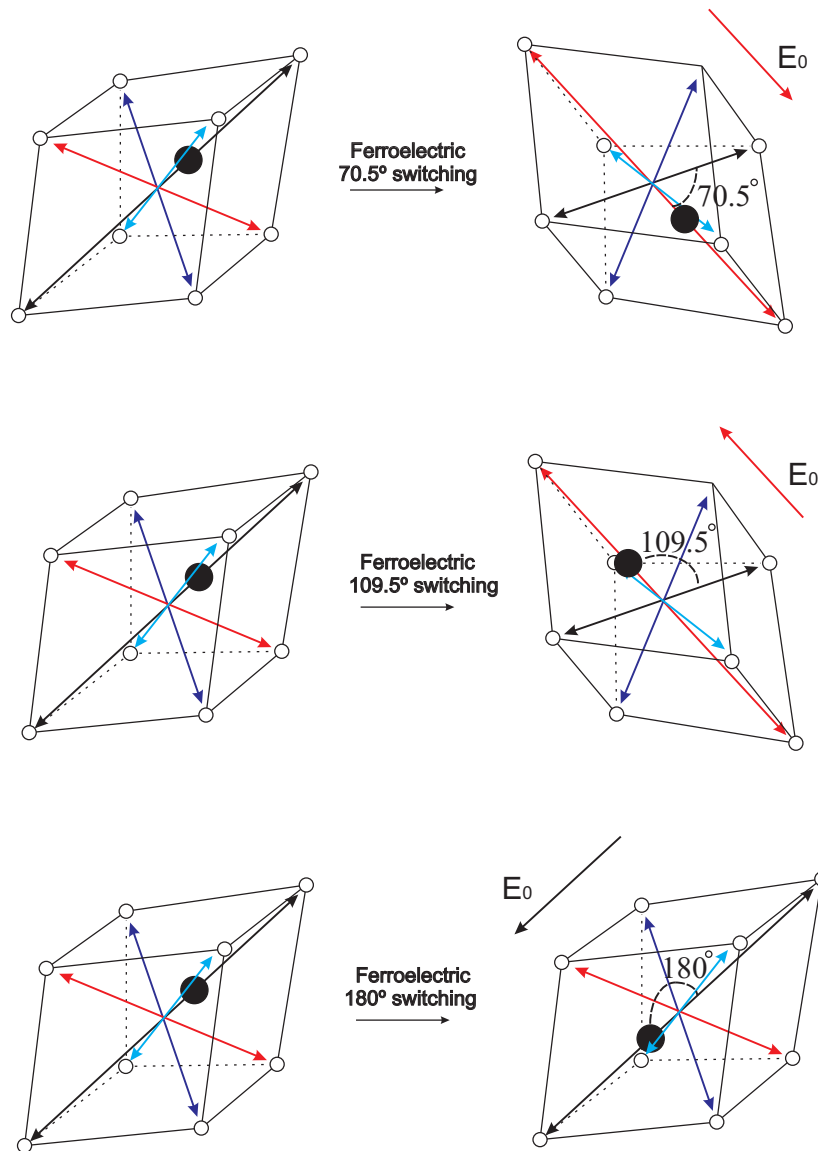 E₀
Ferroelectric
70.5º switching
70.5°
E₀
109.5°
Ferroelectric
109.5º switching
E₀
Ferroelectric
180º switching
180°